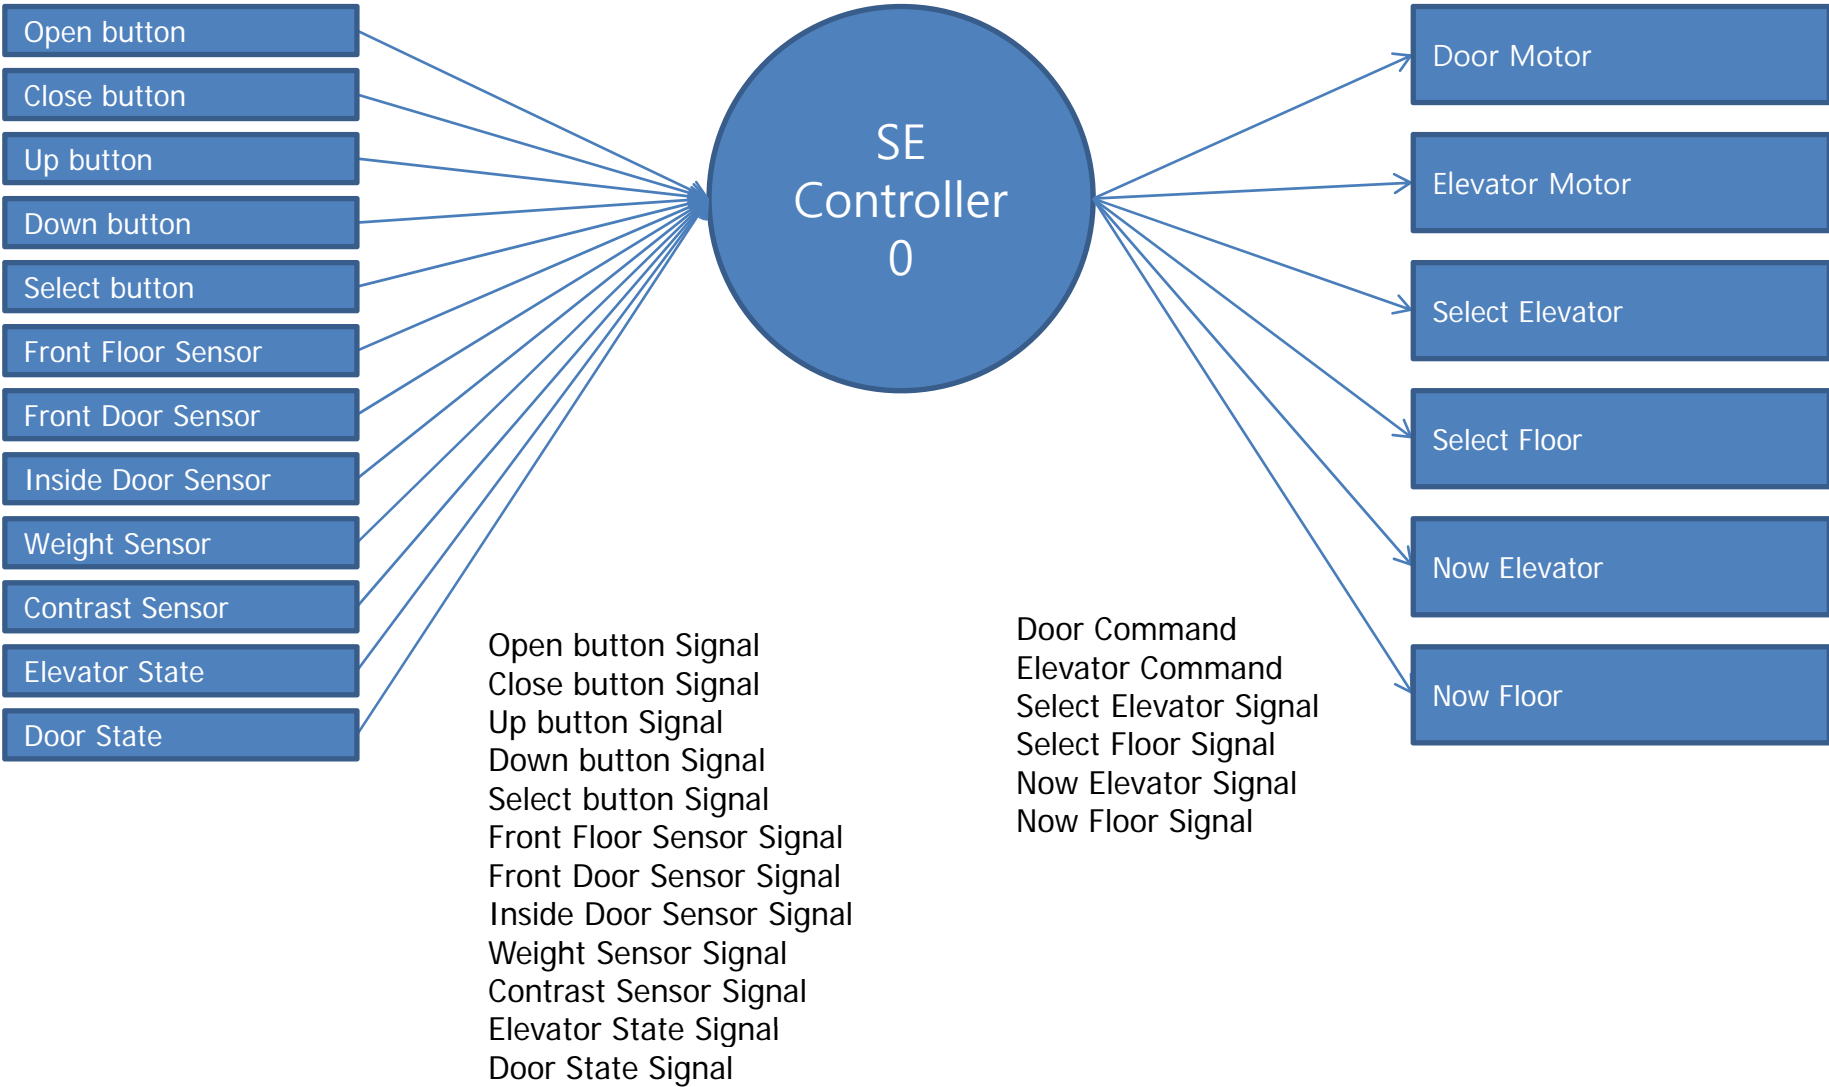 Open button
Close button
Up button
Down button
Select button
Front Floor Sensor
Front Door Sensor
Inside Door Sensor
Weight Sensor
Contrast Sensor
Elevator State
Door State
SE
Controller
0
Door Motor
Elevator Motor
Select Elevator
Select Floor
Now Elevator
Now Floor
Open button Signal
Close button Signal
Up button Signal
Down button Signal
Select button Signal
Front Floor Sensor Signal
Front Door Sensor Signal
Inside Door Sensor Signal
Weight Sensor Signal
Contrast Sensor Signal
Elevator State Signal
Door State Signal
Door Command
Elevator Command
Select Elevator Signal
Select Floor Signal
Now Elevator Signal
Now Floor Signal